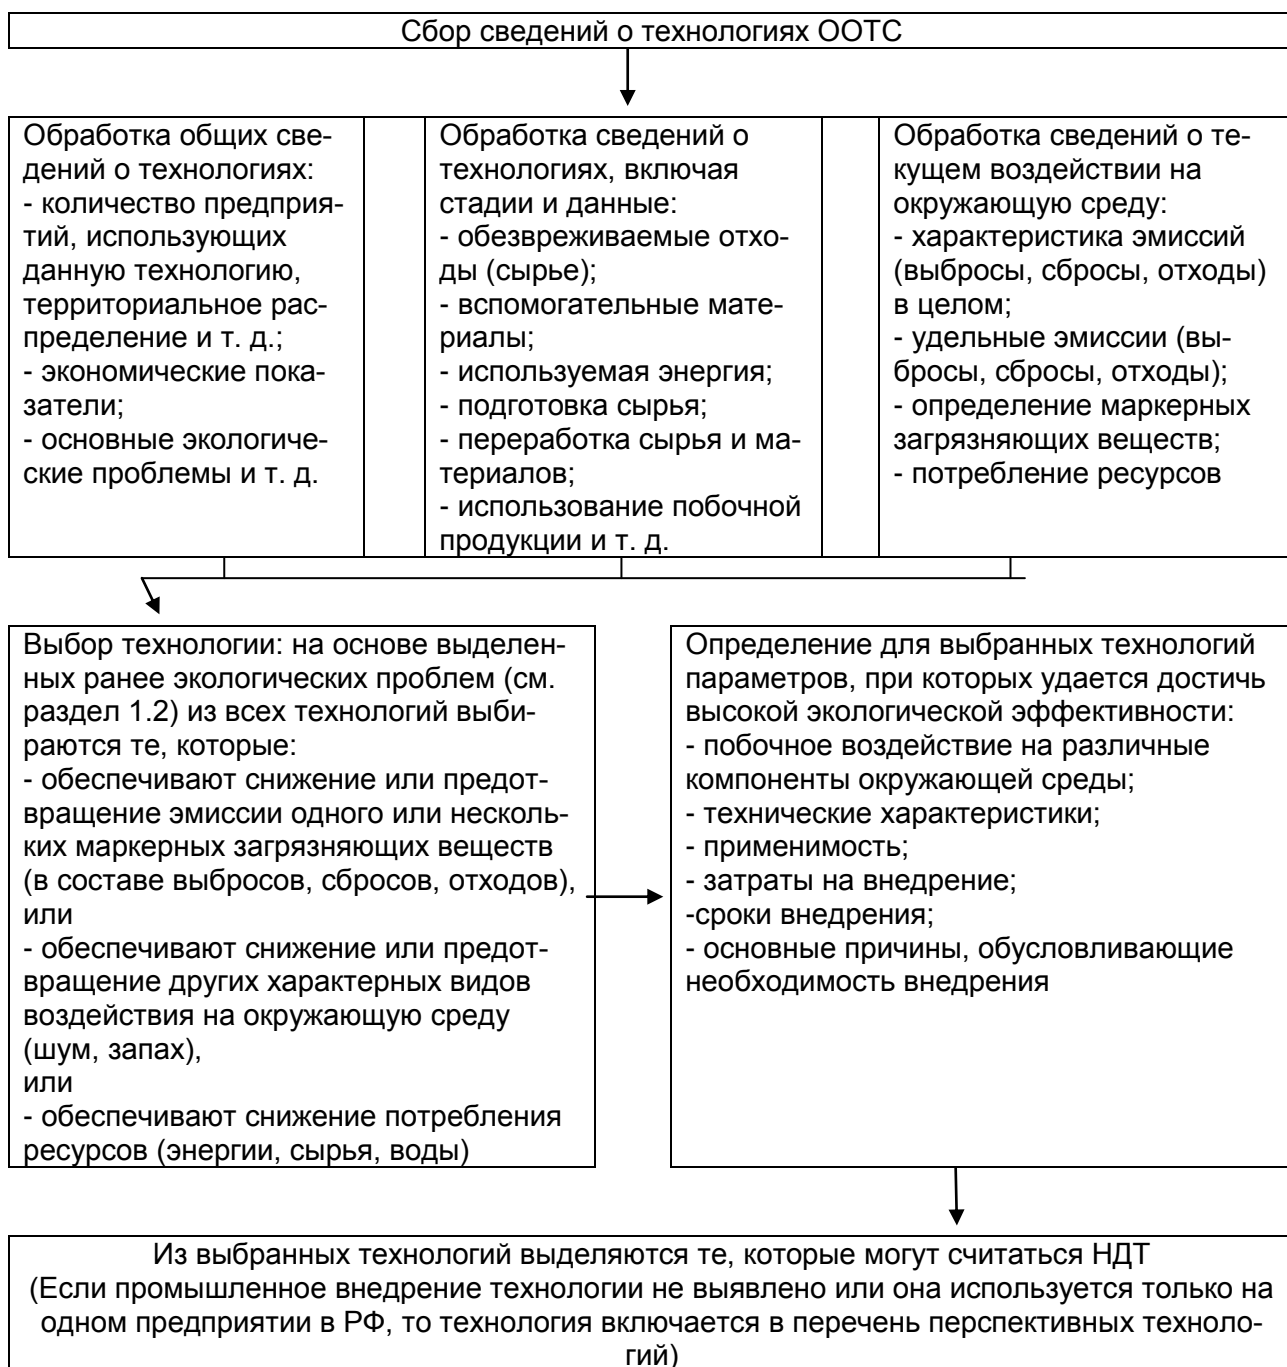 Сбор сведений о технологиях ООТС
Обработка общих све-
дений о технологиях:
- количество предприя-
тий, использующих
данную технологию,
территориальное рас-
пределение и т. д.;
- экономические пока-
затели;
- основные экологиче-
ские проблемы и т. д.
Обработка сведений о
технологиях, включая
стадии и данные:
- обезвреживаемые отхо-
ды (сырье);
- вспомогательные мате-
риалы;
- используемая энергия;
- подготовка сырья;
- переработка сырья и ма-
териалов;
- использование побочной
продукции и т. д.
Обработка сведений о те-
кущем воздействии на
окружающую среду:
- характеристика эмиссий
(выбросы, сбросы, отходы)
в целом;
- удельные эмиссии (вы-
бросы, сбросы, отходы);
- определение маркерных
загрязняющих веществ;
- потребление ресурсов
Выбор технологии: на основе выделен-
ных ранее экологических проблем (см.
раздел 1.2) из всех технологий выби-
раются те, которые:
- обеспечивают снижение или предот-
вращение эмиссии одного или несколь-
ких маркерных загрязняющих веществ
(в составе выбросов, сбросов, отходов),
или
- обеспечивают снижение или предот-
вращение других характерных видов
воздействия на окружающую среду
(шум, запах),
или
- обеспечивают снижение потребления
ресурсов (энергии, сырья, воды)
Определение для выбранных технологий
параметров, при которых удается достичь
высокой экологической эффективности:
- побочное воздействие на различные
компоненты окружающей среды;
- технические характеристики;
- применимость;
- затраты на внедрение;
-сроки внедрения;
- основные причины, обусловливающие
необходимость внедрения
Из выбранных технологий выделяются те, которые могут считаться НДТ
(Если промышленное внедрение технологии не выявлено или она используется только на
одном предприятии в РФ, то технология включается в перечень перспективных техноло-
гий)